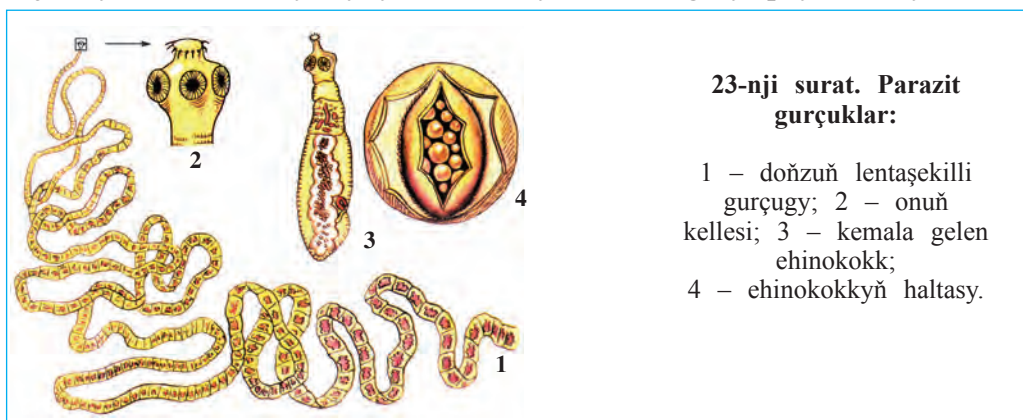 2
3
4
1
23-nji surat. Parazit
gurçuklar:
1 – doňzuň lentaşekilli
gurçugy; 2 – onuň
kellesi; 3 – kemala gelen
ehinokokk;
4 – ehinokokkyň haltasy.